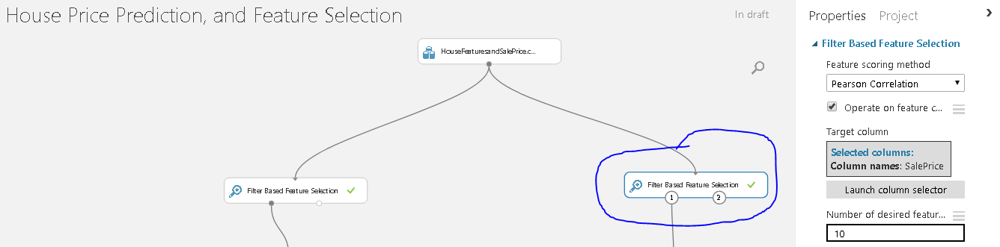 House Price Prediction, and Feature Selection
In draft
Properties Project
HouseFeaturesandSalePrice.c...
Filter Based Feature Selection
Feature scoring method
Pearson Correlation
Operate on feature c...
Target column
Selected columns:
Column names: SalePrice
Launch column selector
Number of desired featur...
10
Filter Based Feature Selection
Filter Based Feature Selection
1 2